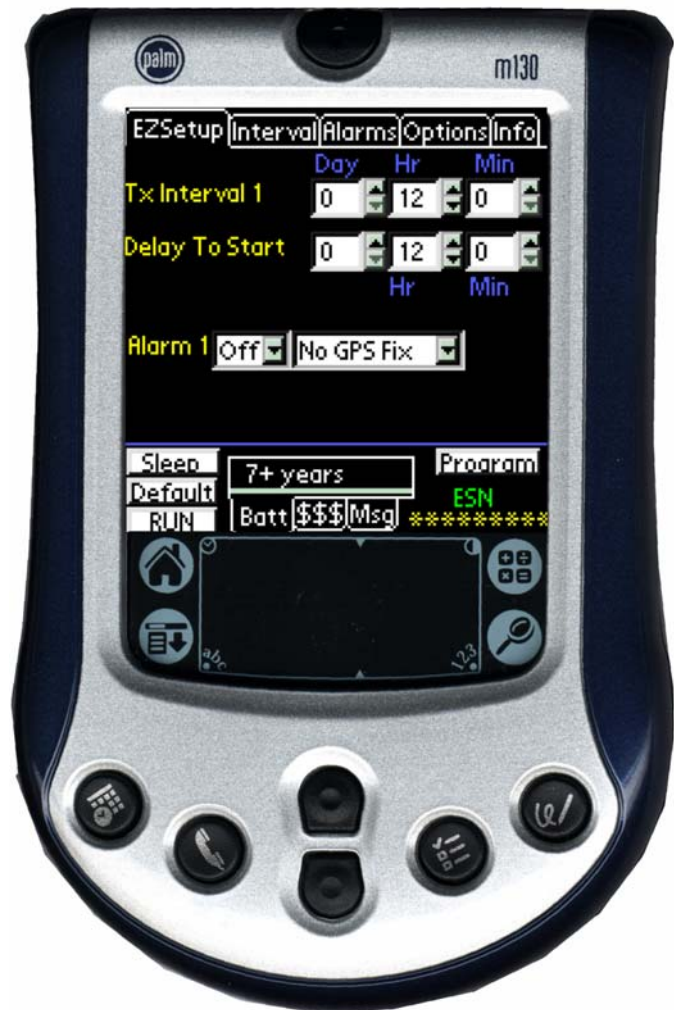 palm
m130
EZSetup Interval Alarms Options Info
Day Hr Min
Tx Interval 1 0 12 0
Delay To Start 0 12 0
Hr Min
Alarm 1 Off No GPS Fix
Sleep 7+ years Program
Default ESN
RUN Batt $$$ Msg *********
abc 123